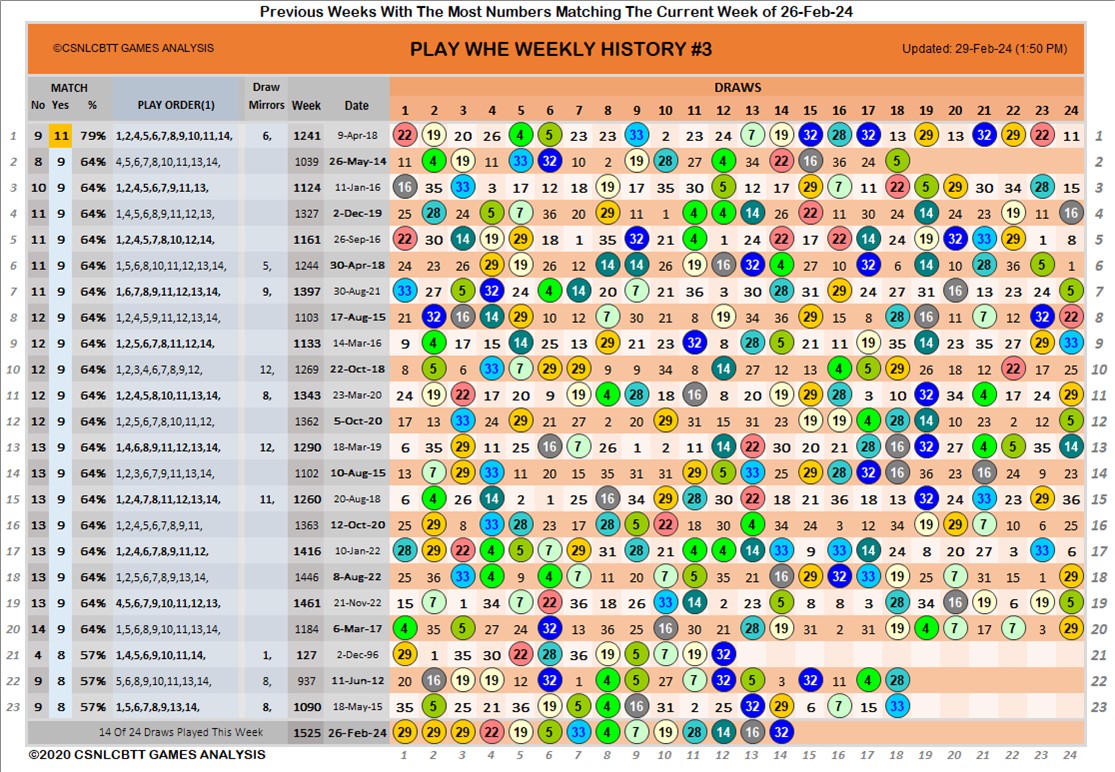 Previous Weeks With The Most Numbers Matching The Current Week of 26-Feb-24
©CSNLCBTT GAMES ANALYSIS PLAY WHE WEEKLY HISTORY #3 Updated: 29-Feb-24 (1:50 PM)
MATCH Draw DRAWS
No Yes % PLAY ORDER(1) Mirrors Week Date 1 2 3 4 5 6 7 8 9 10 11 12 13 14 15 16 17 18 19 20 21 22 23 24
1 9 11 79% 1,2,4,5,6,7,8,9,10,11,14, 6, 1241 9-Apr-18 22 19 20 26 4 5 23 23 33 2 23 24 7 19 32 28 32 13 29 13 32 29 22 11 1
2 8 9 64% 4,5,6,7,8,10,11,13,14, 1039 26-May-14 11 4 19 11 33 32 10 2 19 28 27 4 34 22 16 36 24 5 2
3 10 9 64% 1,2,4,5,6,7,9,11,13, 1124 11-Jan-16 16 35 33 3 17 12 18 19 17 35 30 5 12 17 29 7 11 22 5 29 30 34 28 15 3
4 11 9 64% 1,4,5,6,8,9,11,12,13, 1327 2-Dec-19 25 28 24 5 7 36 20 29 11 1 4 4 14 26 22 11 30 24 14 24 23 19 11 16 4
5 11 9 64% 1,2,4,5,7,8,10,12,14, 1161 26-Sep-16 22 30 14 19 29 18 1 35 32 21 4 1 24 22 17 22 14 24 19 32 33 29 1 8 5
6 11 9 64% 1,5,6,8,10,11,12,13,14, 5, 1244 30-Apr-18 24 23 26 29 19 26 12 14 14 26 19 16 32 4 27 10 32 6 14 10 28 36 5 1 6
7 11 9 64% 1,6,7,8,9,11,12,13,14, 9, 1397 30-Aug-21 33 27 5 32 24 4 14 20 7 21 36 3 30 28 31 29 24 27 31 16 13 23 24 5 7
8 12 9 64% 1,2,4,5,9,11,12,13,14, 1103 17-Aug-15 21 32 16 14 29 10 12 7 30 21 8 19 34 36 29 15 8 28 16 11 7 12 32 22 8
9 12 9 64% 1,2,5,6,7,8,11,12,14, 1133 14-Mar-16 9 4 17 15 14 25 13 29 21 23 32 8 28 5 21 11 19 35 14 23 35 27 29 33 9
10 12 9 64% 1,2,3,4,6,7,8,9,12, 12, 1269 22-Oct-18 8 5 6 33 7 29 29 9 9 34 8 14 27 12 13 4 5 29 26 18 12 22 17 25 10
11 12 9 64% 1,2,4,5,8,10,11,13,14, 8, 1343 23-Mar-20 24 19 22 17 20 9 19 4 28 18 16 8 20 19 29 28 3 10 32 34 4 17 24 29 11
12 12 9 64% 1,2,5,6,7,8,10,11,12, 1362 5-Oct-20 17 13 33 24 29 21 27 2 20 29 31 15 31 23 19 19 4 28 14 10 23 12 12 5 12
13 13 9 64% 1,4,6,8,9,11,12,13,14, 12, 1290 18-Mar-19 6 35 29 11 25 16 7 26 1 2 11 14 22 30 20 21 28 16 32 27 4 5 35 14 13
14 13 9 64% 1,2,3,6,7,9,11,13,14, 1102 10-Aug-15 13 7 29 33 11 20 15 35 31 31 29 5 33 25 29 28 32 16 36 23 16 24 9 23 14
15 13 9 64% 1,2,4,7,8,11,12,13,14, 11, 1260 20-Aug-18 6 4 26 14 2 1 25 16 34 29 28 30 22 18 21 36 18 13 32 24 33 23 29 36 15
16 13 9 64% 1,2,4,5,6,7,8,9,11, 1363 12-Oct-20 25 29 8 33 28 23 17 28 5 22 18 30 4 34 24 3 12 34 19 29 7 10 6 25 16
17 13 9 64% 1,2,4,6,7,8,9,11,12, 1416 10-Jan-22 28 29 22 4 5 7 29 31 28 21 4 4 14 33 9 33 14 24 8 20 27 3 33 6 17
18 13 9 64% 1,2,5,6,7,8,9,13,14, 1446 8-Aug-22 25 36 33 4 9 4 7 11 20 7 5 35 21 16 29 32 33 19 25 7 31 15 1 29 18
19 13 9 64% 4,5,6,7,9,10,11,12,13, 1461 21-Nov-22 15 7 1 34 7 22 36 18 26 33 14 2 23 5 8 8 3 28 34 16 19 6 19 5 19
20 14 9 64% 1,5,6,8,9,10,11,13,14, 1184 6-Mar-17 4 35 5 27 24 32 13 36 25 16 30 21 28 19 31 2 31 19 4 7 17 7 3 29 20
21 4 8 57% 1,4,5,6,9,10,11,14, 1, 127 2-Dec-96 29 1 35 30 22 28 36 19 5 7 19 32 21
22 9 8 57% 5,6,8,9,10,11,13,14, 8, 937 11-Jun-12 20 16 19 19 12 32 1 4 5 27 7 32 5 3 32 11 4 28 22
23 9 8 57% 1,5,6,7,8,9,13,14, 8, 1090 18-May-15 35 5 25 21 36 19 5 4 16 31 2 25 32 29 6 7 15 33 23
14 Of 24 Draws Played This Week 1525 26-Feb-24 29 29 29 22 19 5 33 4 7 19 28 14 16 32
©2020 CSNLCBTT GAMES ANALYSIS 1 2 3 4 5 6 7 8 9 10 11 12 13 14 15 16 17 18 19 20 21 22 23 24